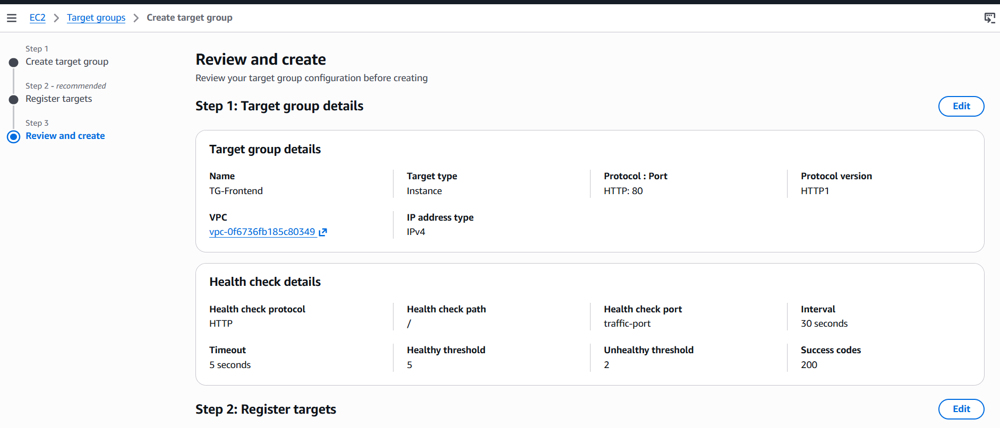 EC2 > Target groups > Create target group
Step 1
Create target group
Step 2 - recommended
Register targets
Step 3
Review and create
Review and create
Review your target group configuration before creating
Step 1: Target group details
Edit
Target group details
Name
TG-Frontend
Target type
Instance
Protocol : Port
HTTP: 80
Protocol version
HTTP1
VPC
vpc-0f6736fb185c80349
IP address type
IPv4
Health check details
Health check protocol
HTTP
Health check path
/
Health check port
traffic-port
Interval
30 seconds
Timeout
5 seconds
Healthy threshold
5
Unhealthy threshold
2
Success codes
200
Step 2: Register targets
Edit